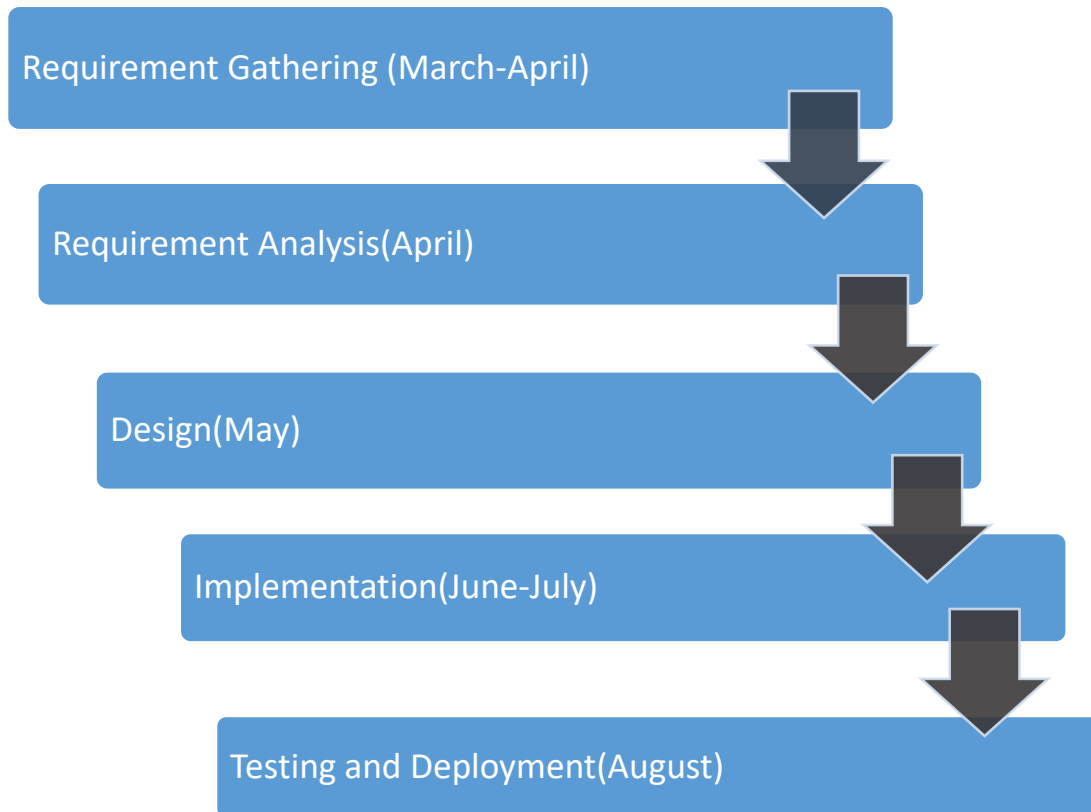 Requirement Gathering (March-April)
Requirement Analysis(April)
Design(May)
Implementation(June-July)
Testing and Deployment(August)